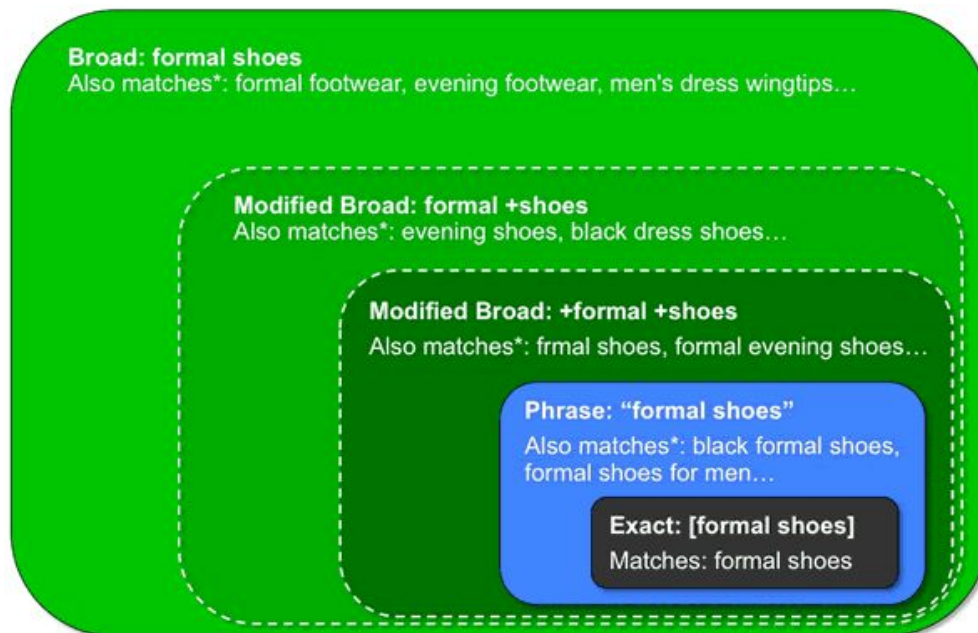 Broad: formal shoes
Also matches*: formal footwear, evening footwear, men's dress wingtips…
Modified Broad: formal +shoes
Also matches*: evening shoes, black dress shoes…
Modified Broad: +formal +shoes
Also matches*: frmal shoes, formal evening shoes…
Phrase: “formal shoes”
Also matches*: black formal shoes,
formal shoes for men…
Exact: [formal shoes]
Matches: formal shoes